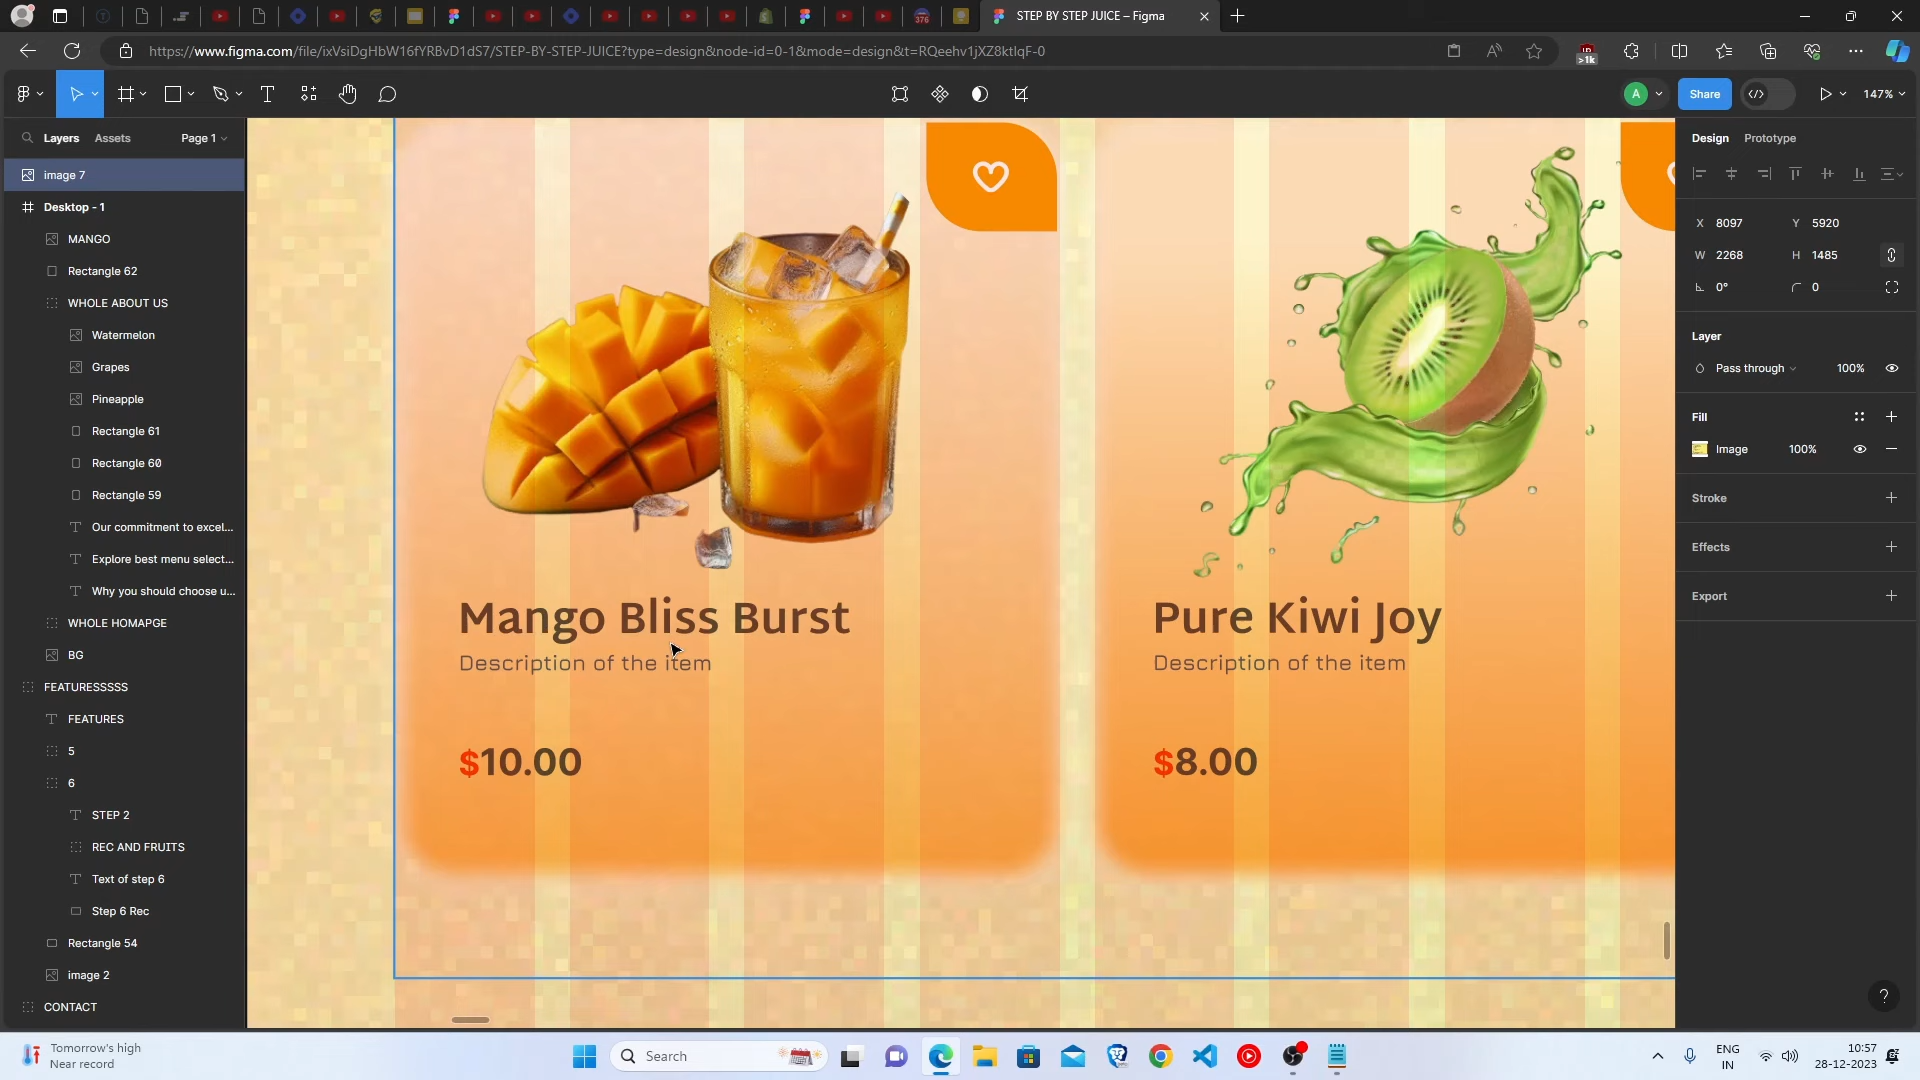 STEP BY STEP JUICE – Figma
376
https://www.figma.com/file/ixVsiDgHbW16fYRBvD1dS7/STEP-BY-STEP-JUICE?type=design&node-id=0-1&mode=design&t=RQeehv1jXZ8ktlqF-0
>1k
A
Share
147%
Layers
Assets
Page 1
image 7
Desktop - 1
MANGO
Rectangle 62
WHOLE ABOUT US
Watermelon
Grapes
Pineapple
Rectangle 61
Rectangle 60
Rectangle 59
Our commitment to excel...
Explore best menu select...
Why you should choose u...
WHOLE HOMAPGE
BG
FEATURESSSSS
FEATURES
5
6
STEP 2
REC AND FRUITS
Text of step 6
Step 6 Rec
Rectangle 54
image 2
CONTACT
Mango Bliss Burst
Description of the item
$10.00
Pure Kiwi Joy
Description of the item
$8.00
Design
Prototype
X 8097
Y 5920
W 2268
H 1485
0°
0
Layer
Pass through
100%
Fill
Image
100%
Stroke
Effects
Export
?
Tomorrow's high
Near record
Search
ENG
IN
10:57
28-12-2023